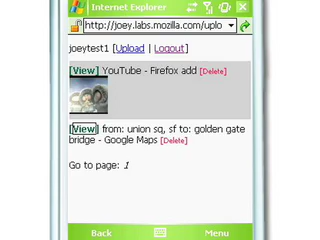 Internet Explorer
http://joey.labs.mozilla.com/uplo
joeytest1 [Upload | Logout]
[View] YouTube - Firefox add [Delete]
[View] from: union sq, sf to: golden gate
bridge - Google Maps [Delete]
Go to page: 1
Back Menu